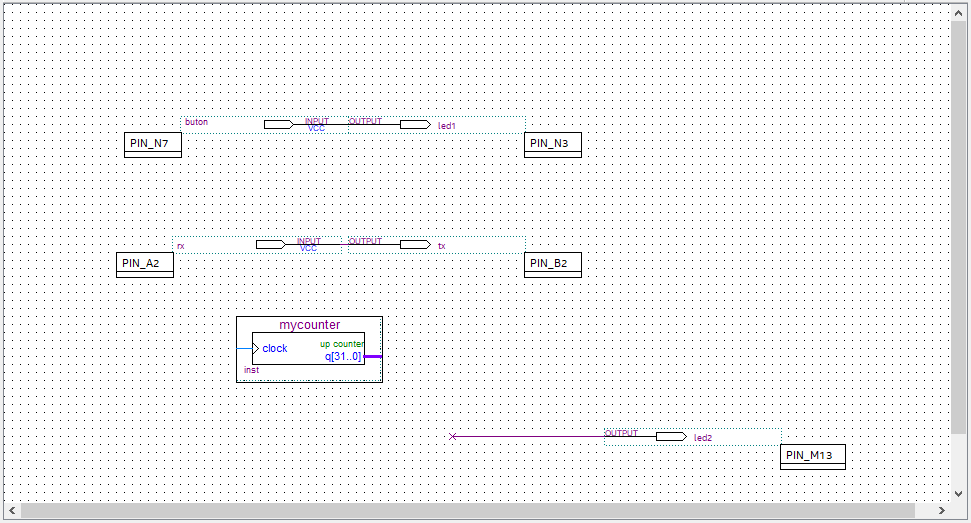 buton INPUT VCC OUTPUT led1
PIN_N7 PIN_N3
rx INPUT VCC OUTPUT tx
PIN_A2 PIN_B2
mycounter
up counter
clock
q[31..0]
inst
OUTPUT led2
PIN_M13